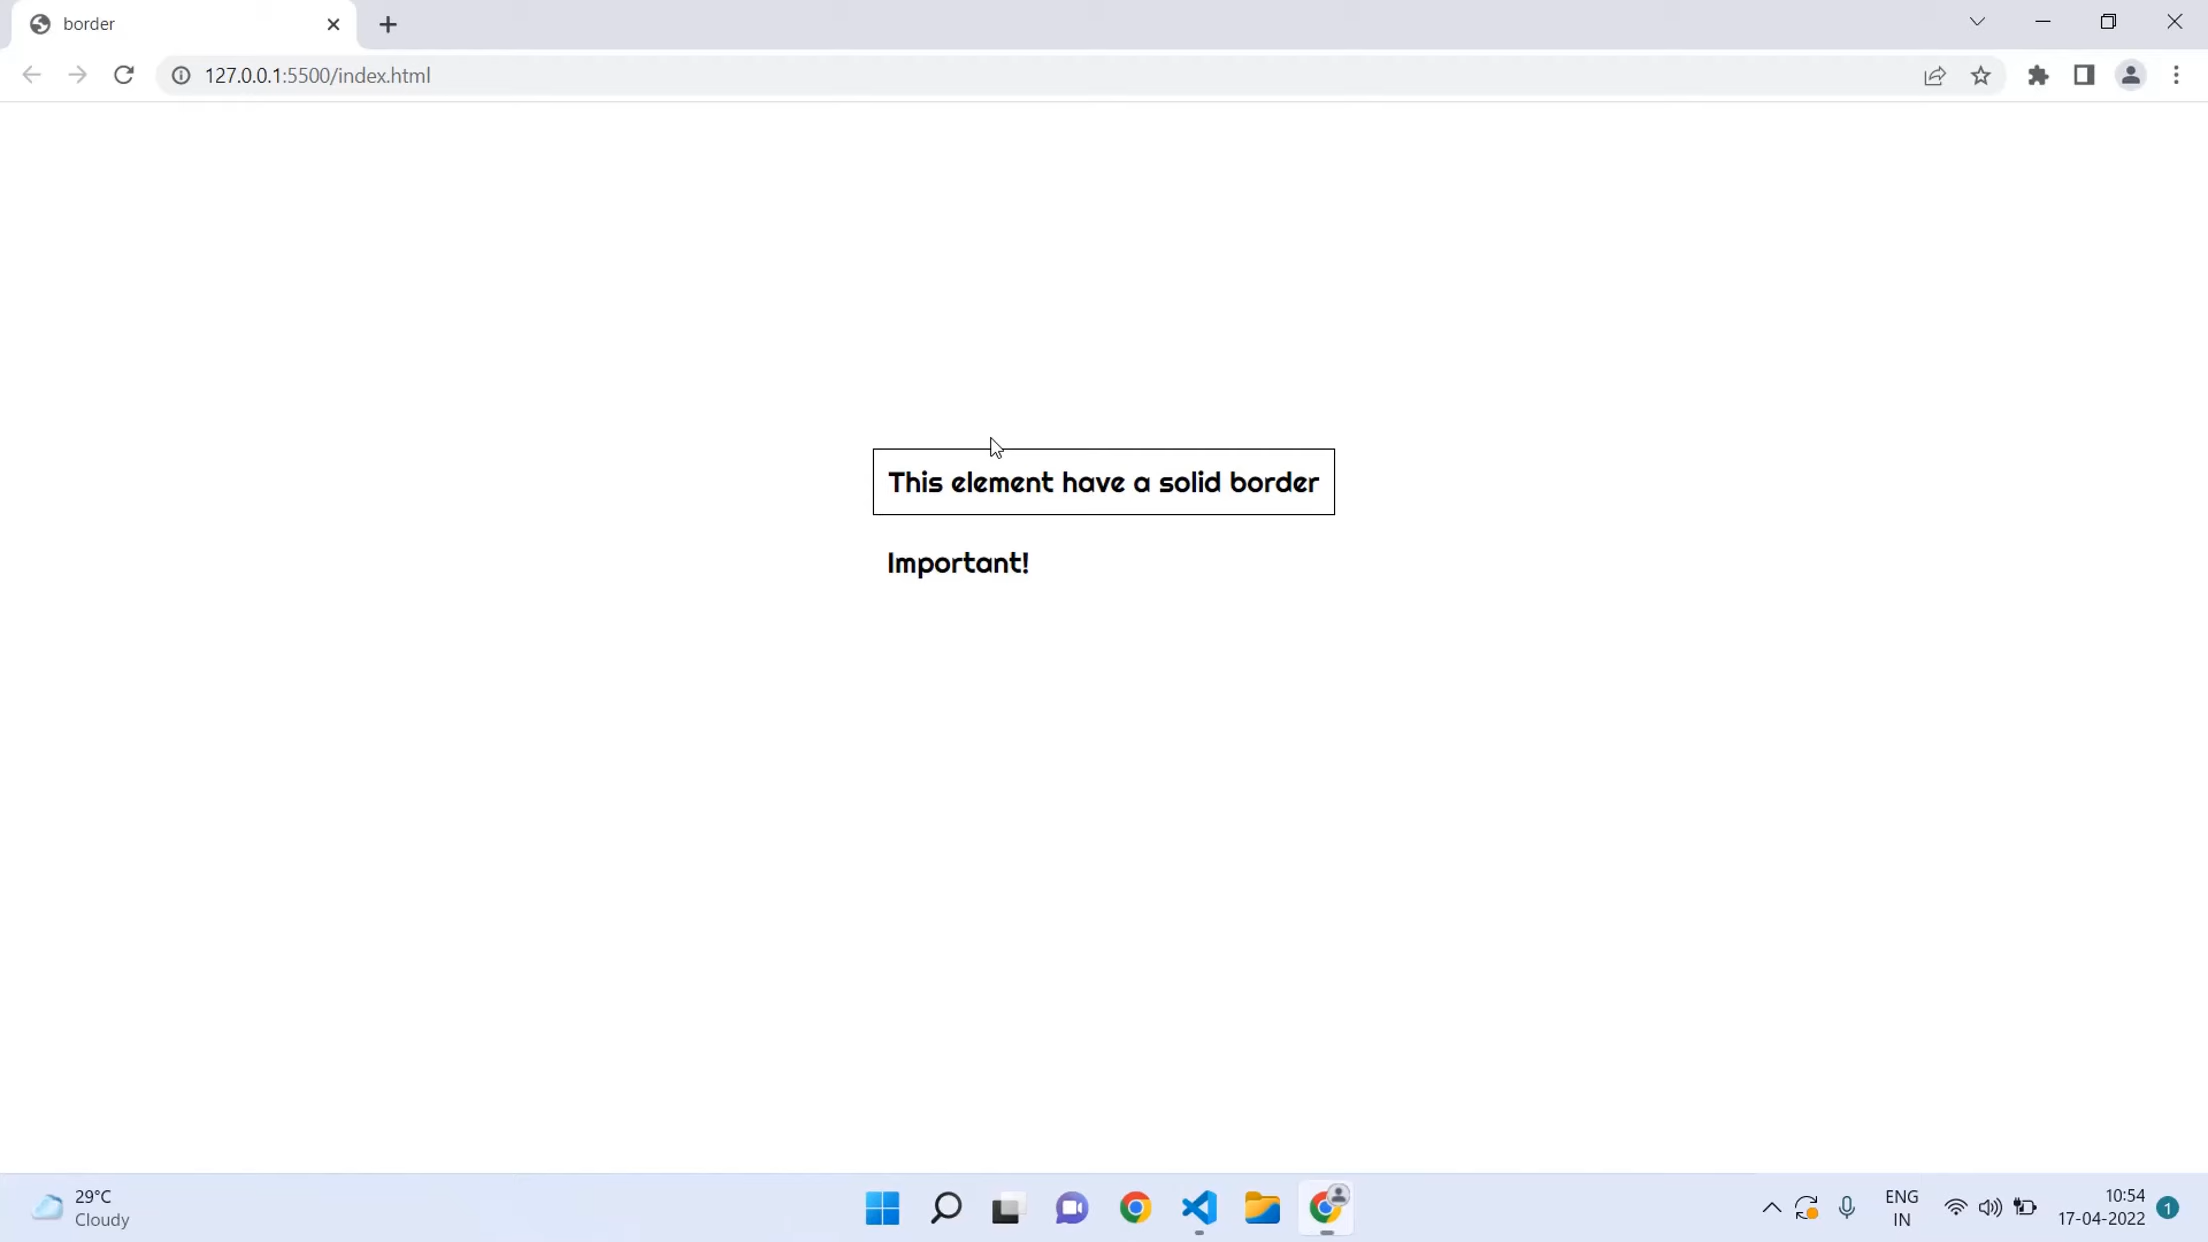 border
127.0.0.1:5500/index.html
This element have a solid border
Important!
29°C
Cloudy
ENG
IN
10:54
17-04-2022
1